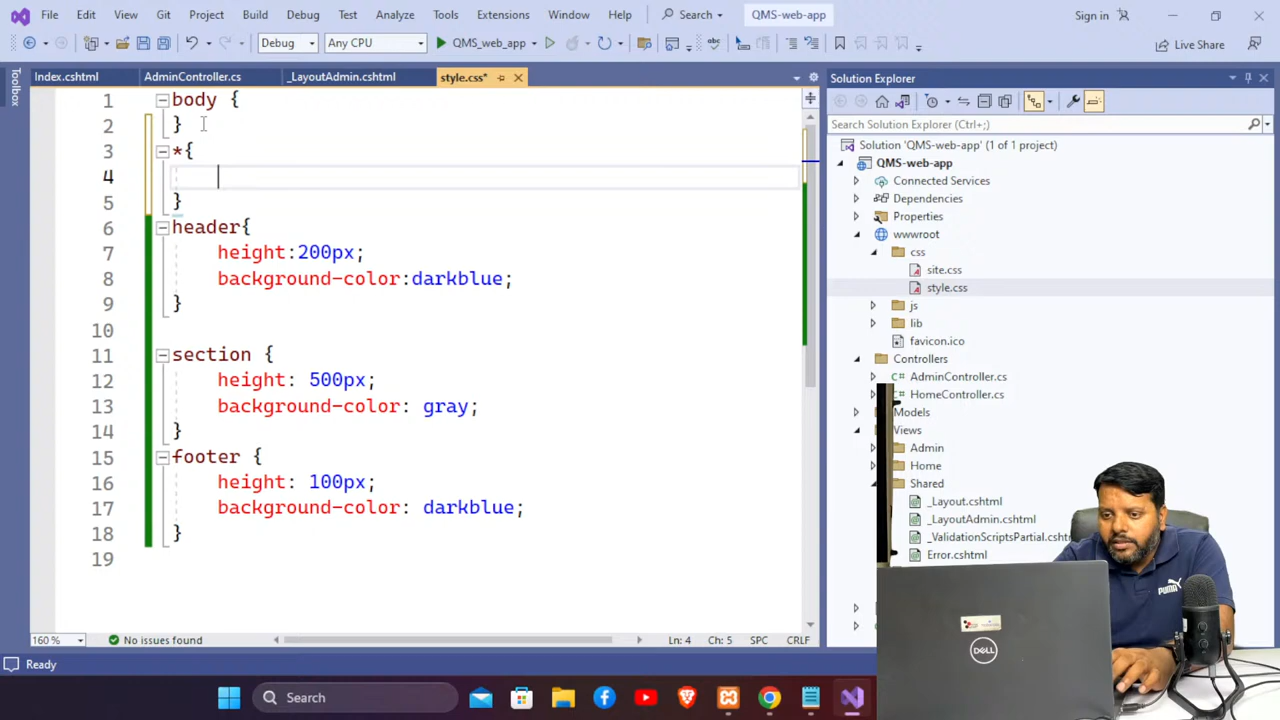 File Edit View Git Project Build Debug Test Analyze Tools Extensions Window Help Search QMS-web-app Sign in
Debug Any CPU QMS_web_app Live Share
Index.cshtml AdminController.cs _LayoutAdmin.cshtml style.css*
Toolbox
1 body {
2 }
3 *{
4
5 }
6 header{
7 height:200px;
8 background-color:darkblue;
9 }
10
11 section {
12 height: 500px;
13 background-color: gray;
14 }
15 footer {
16 height: 100px;
17 background-color: darkblue;
18 }
19
160 % No issues found Ln: 4 Ch: 5 SPC CRLF
Ready
Solution Explorer
Search Solution Explorer (Ctrl+;)
Solution 'QMS-web-app' (1 of 1 project)
QMS-web-app
Connected Services
Dependencies
Properties
wwwroot
css
site.css
style.css
js
lib
favicon.ico
Controllers
C# AdminController.cs
C# HomeController.cs
Models
Views
Admin
Home
Shared
_Layout.cshtml
_LayoutAdmin.cshtml
_ValidationScriptsPartial.cshtm
Error.cshtml
PUMA
DELL
Search